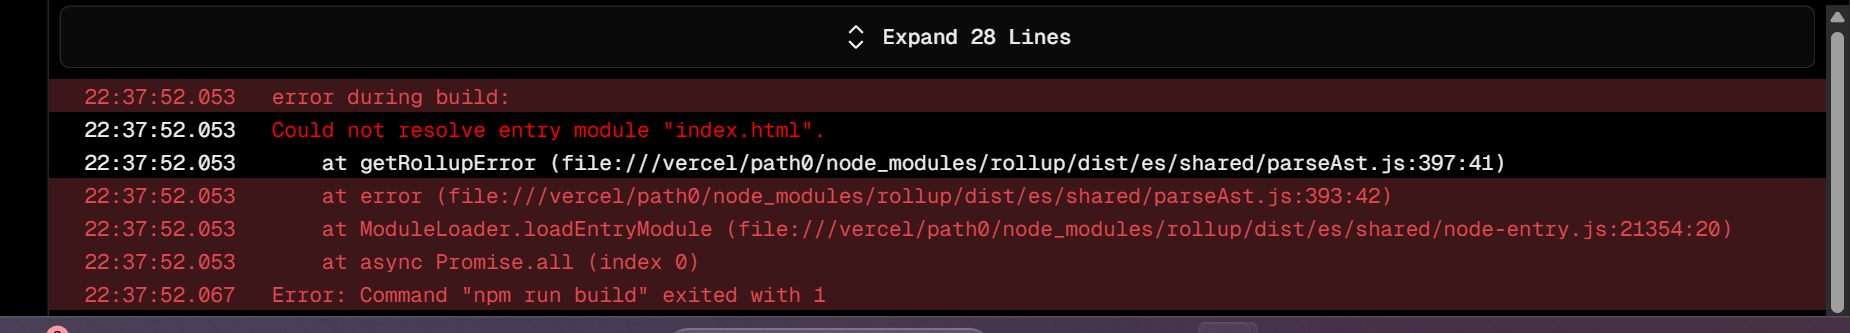 Expand 28 Lines
22:37:52.053 error during build:
22:37:52.053 Could not resolve entry module "index.html".
22:37:52.053 at getRollupError (file:///vercel/path0/node_modules/rollup/dist/es/shared/parseAst.js:397:41)
22:37:52.053 at error (file:///vercel/path0/node_modules/rollup/dist/es/shared/parseAst.js:393:42)
22:37:52.053 at ModuleLoader.loadEntryModule (file:///vercel/path0/node_modules/rollup/dist/es/shared/node-entry.js:21354:20)
22:37:52.053 at async Promise.all (index 0)
22:37:52.067 Error: Command "npm run build" exited with 1